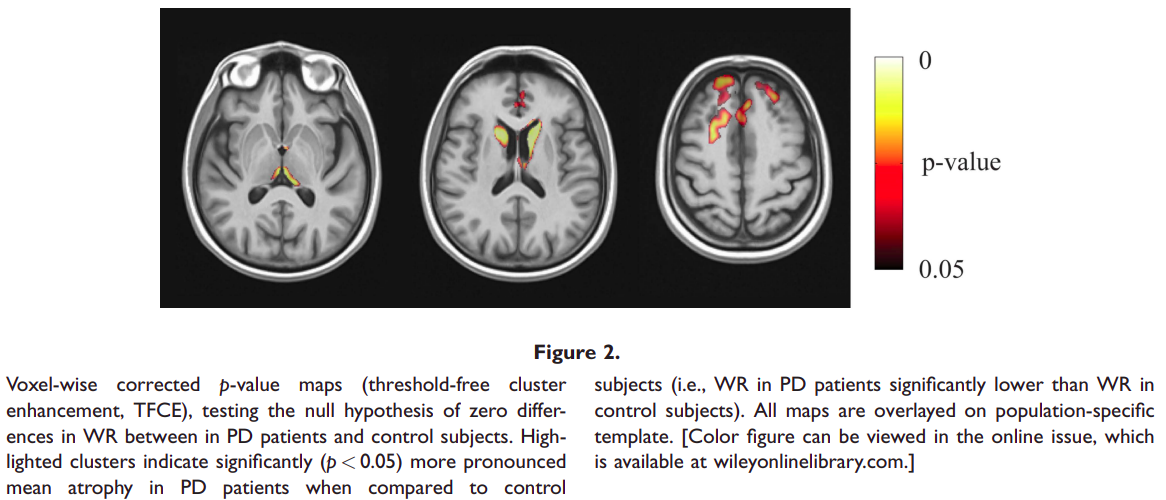 0
p-value
0.05
Figure 2.
Voxel-wise corrected p-value maps (threshold-free cluster
enhancement, TFCE), testing the null hypothesis of zero differ-
ences in WR between in PD patients and control subjects. High-
lighted clusters indicate significantly (p < 0.05) more pronounced
mean atrophy in PD patients when compared to control
subjects (i.e., WR in PD patients significantly lower than WR in
control subjects). All maps are overlayed on population-specific
template. [Color figure can be viewed in the online issue, which
is available at wileyonlinelibrary.com.]